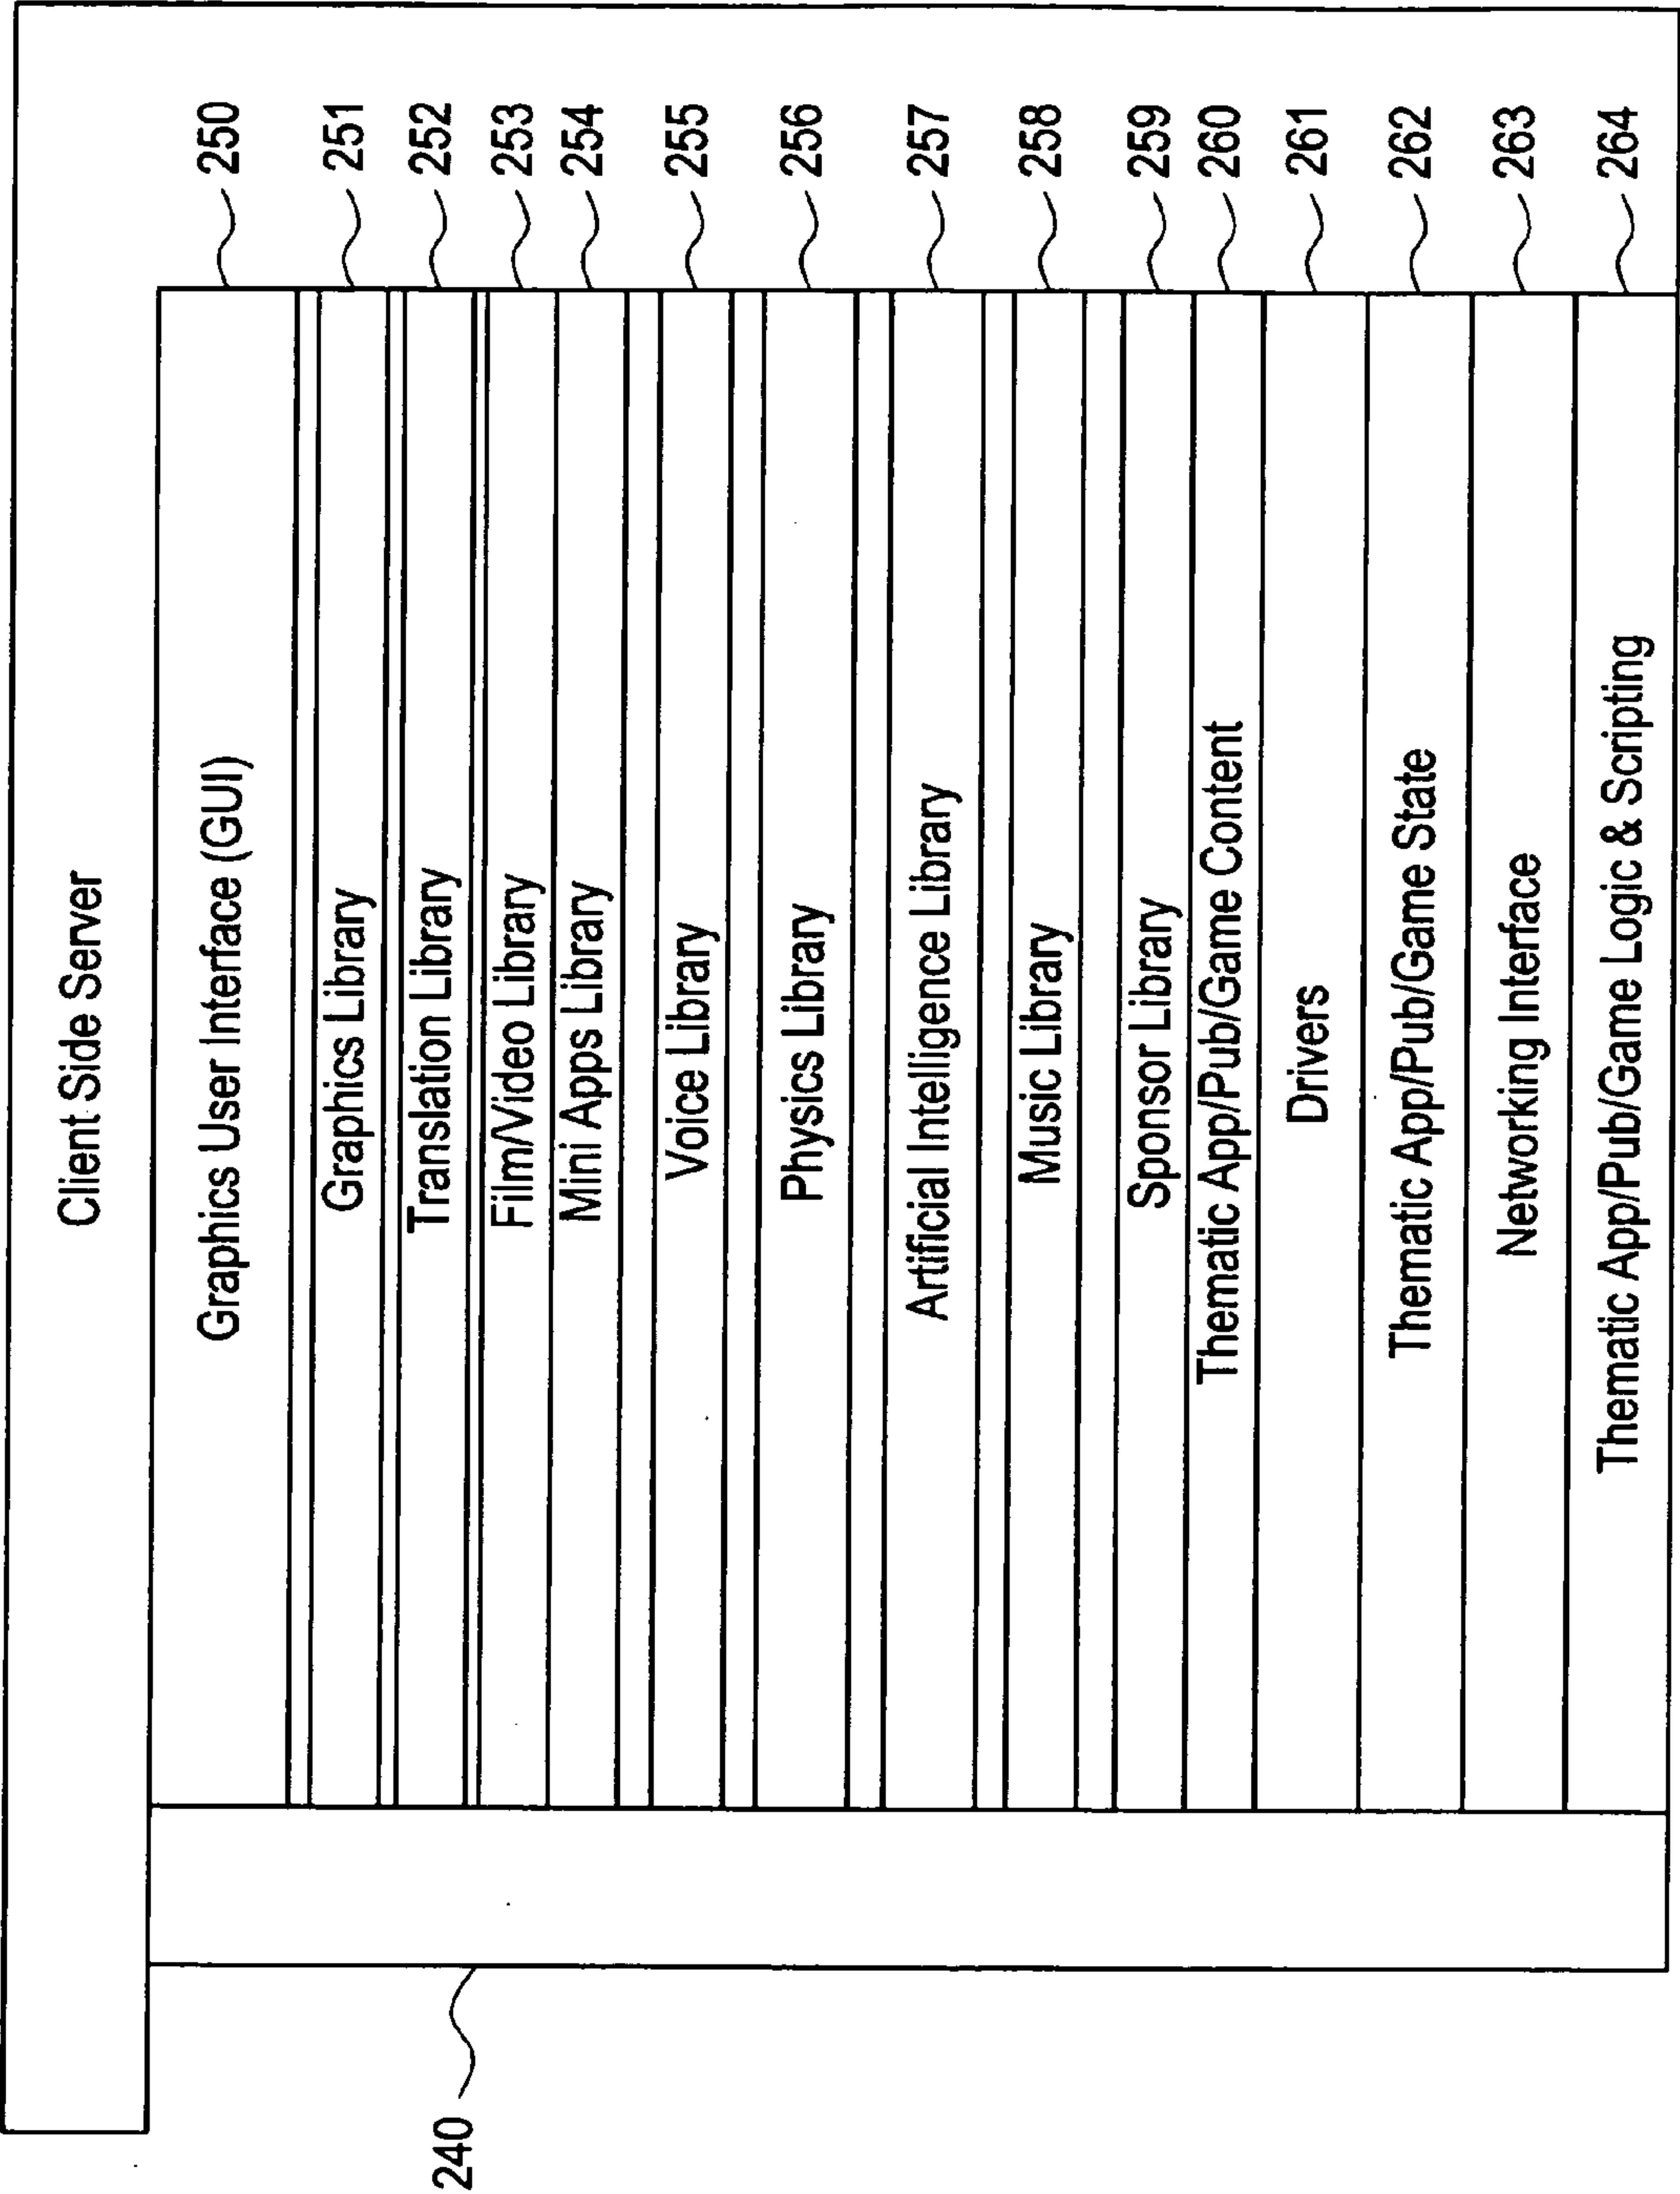 Client Side Server
Graphics User Interface (GUI) 250
Graphics Library 251
Translation Library 252
Film/Video Library 253
Mini Apps Library 254
Voice Library 255
Physics Library 256
Artificial Intelligence Library 257
Music Library 258
Sponsor Library 259
Thematic App/Pub/Game Content 260
Drivers 261
Thematic App/Pub/Game State 262
Networking Interface 263
Thematic App/Pub/Game Logic & Scripting 264
240